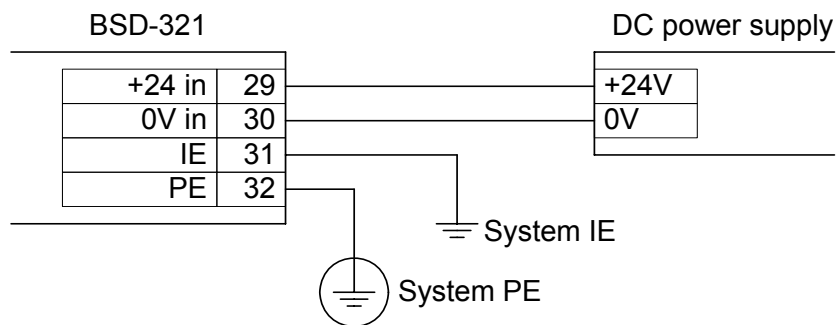 BSD-321 DC power supply
+24 in 29 +24V
0V in 30 0V
IE 31
PE 32
System IE
System PE